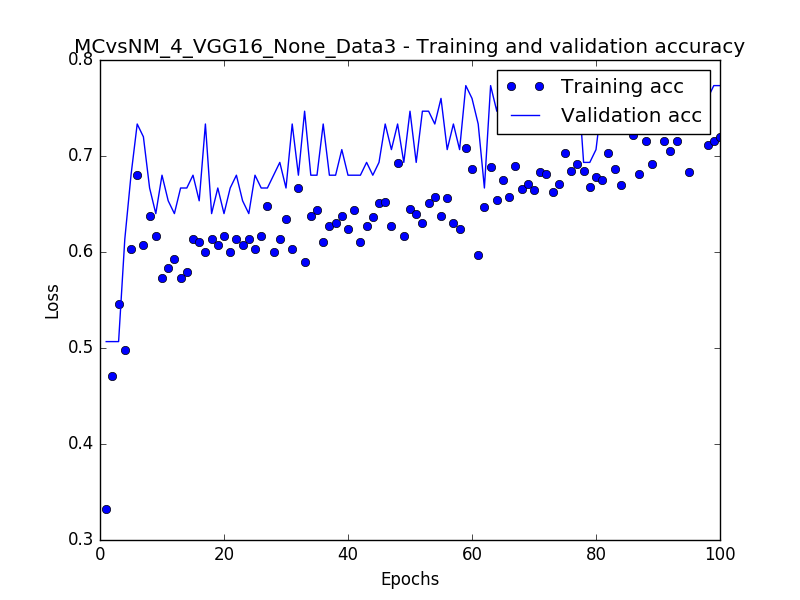 MCvsNM_4_VGG16_None_Data3 - Training and validation accuracy
Training acc
Validation acc
0.8
0.7
0.6
0.5
0.4
0.3
Loss
0
20
40
60
80
100
Epochs